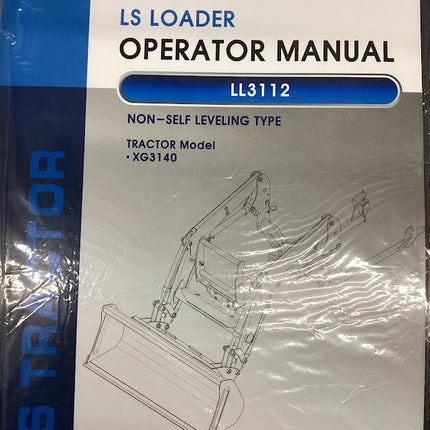 LS LOADER
OPERATOR MANUAL
LL3112
NON-SELF LEVELING TYPE
TRACTOR Model
· XG3140
S TRACTOR